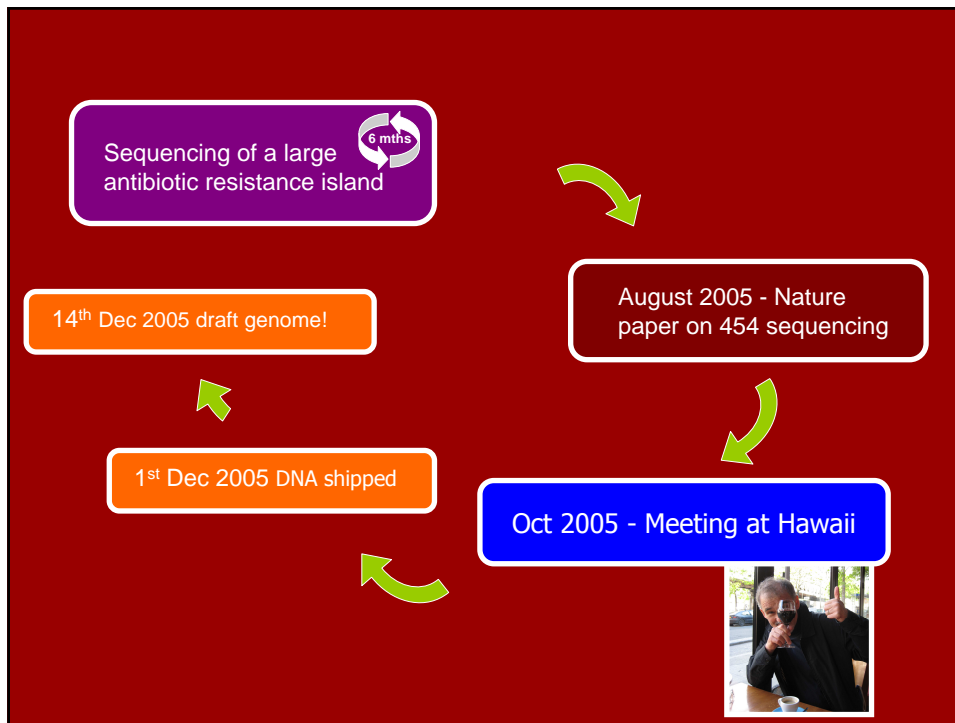 6 mths
Sequencing of a large
antibiotic resistance island
August 2005 - Nature
paper on 454 sequencing
Oct 2005 - Meeting at Hawaii
1st Dec 2005 DNA shipped
14th Dec 2005 draft genome!